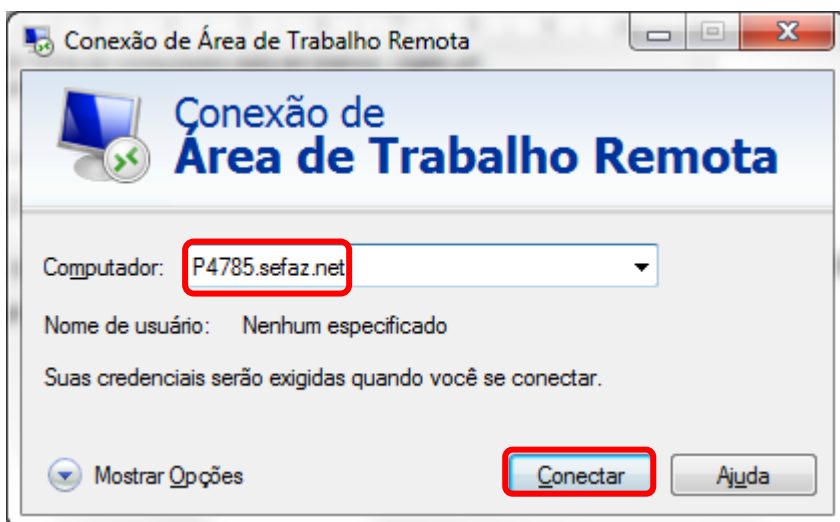 Conexão de Área de Trabalho Remota
Conexão de
Área de Trabalho Remota
Computador: P4785.sefaz.net
Nome de usuário: Nenhum especificado
Suas credenciais serão exigidas quando você se conectar.
Mostrar Opções Conectar Ajuda